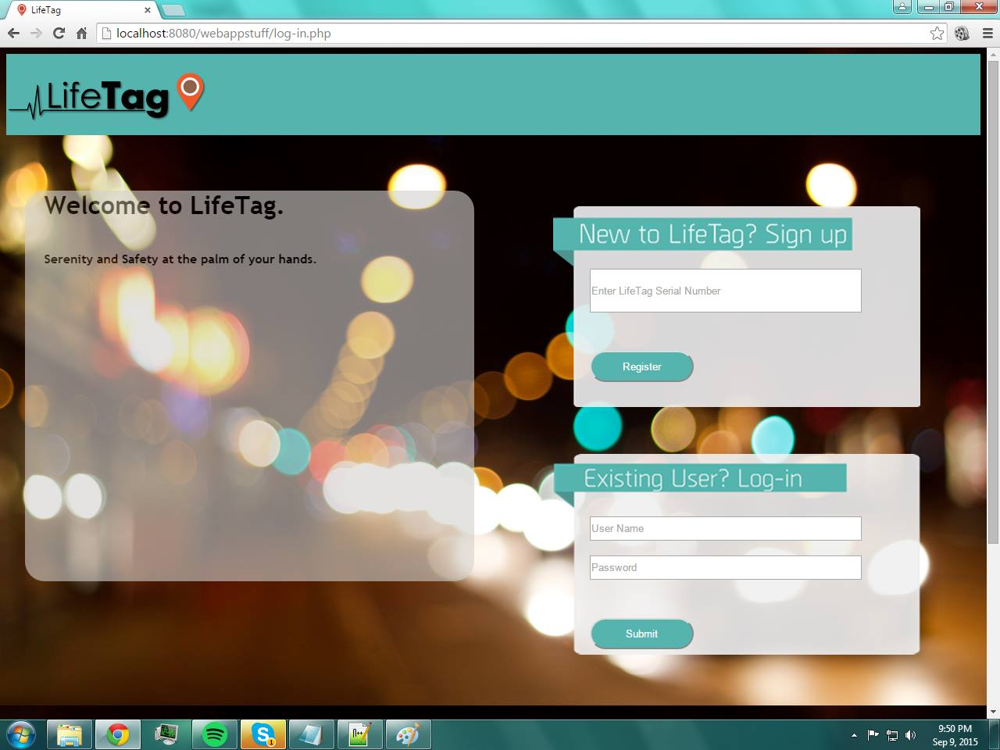 LifeTag
localhost:8080/webappstuff/log-in.php
LifeTag
Welcome to LifeTag.
Serenity and Safety at the palm of your hands.
New to LifeTag? Sign up
Enter LifeTag Serial Number
Register
Existing User? Log-in
User Name
Password
Submit
1
n++
9:50 PM
Sep 9, 2015